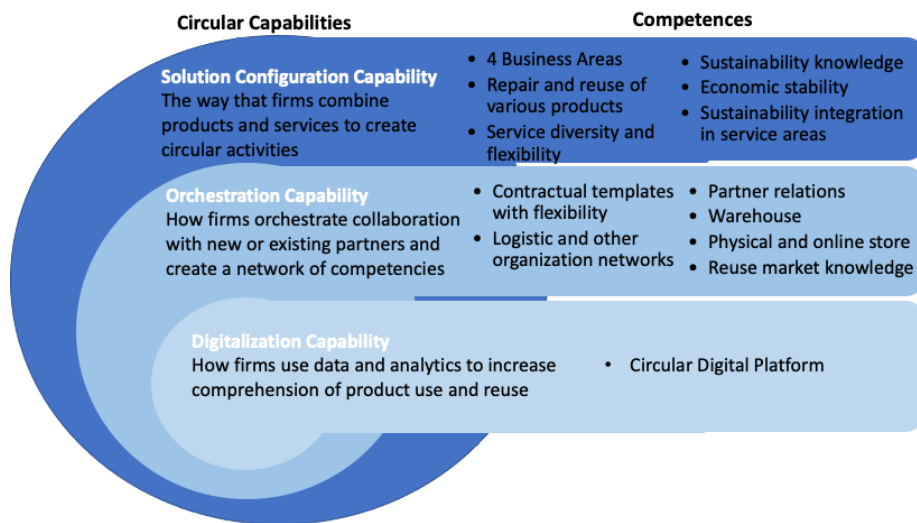 Circular Capabilities
Competences
Solution Configuration Capability
The way that firms combine
products and services to create
circular activities
• 4 Business Areas
• Repair and reuse of
various products
• Service diversity and
flexibility
• Sustainability knowledge
• Economic stability
• Sustainability integration
in service areas
Orchestration Capability
How firms orchestrate collaboration
with new or existing partners and
create a network of competencies
• Contractual templates
with flexibility
• Logistic and other
organization networks
• Partner relations
• Warehouse
• Physical and online store
• Reuse market knowledge
Digitalization Capability
How firms use data and analytics to increase
comprehension of product use and reuse
• Circular Digital Platform